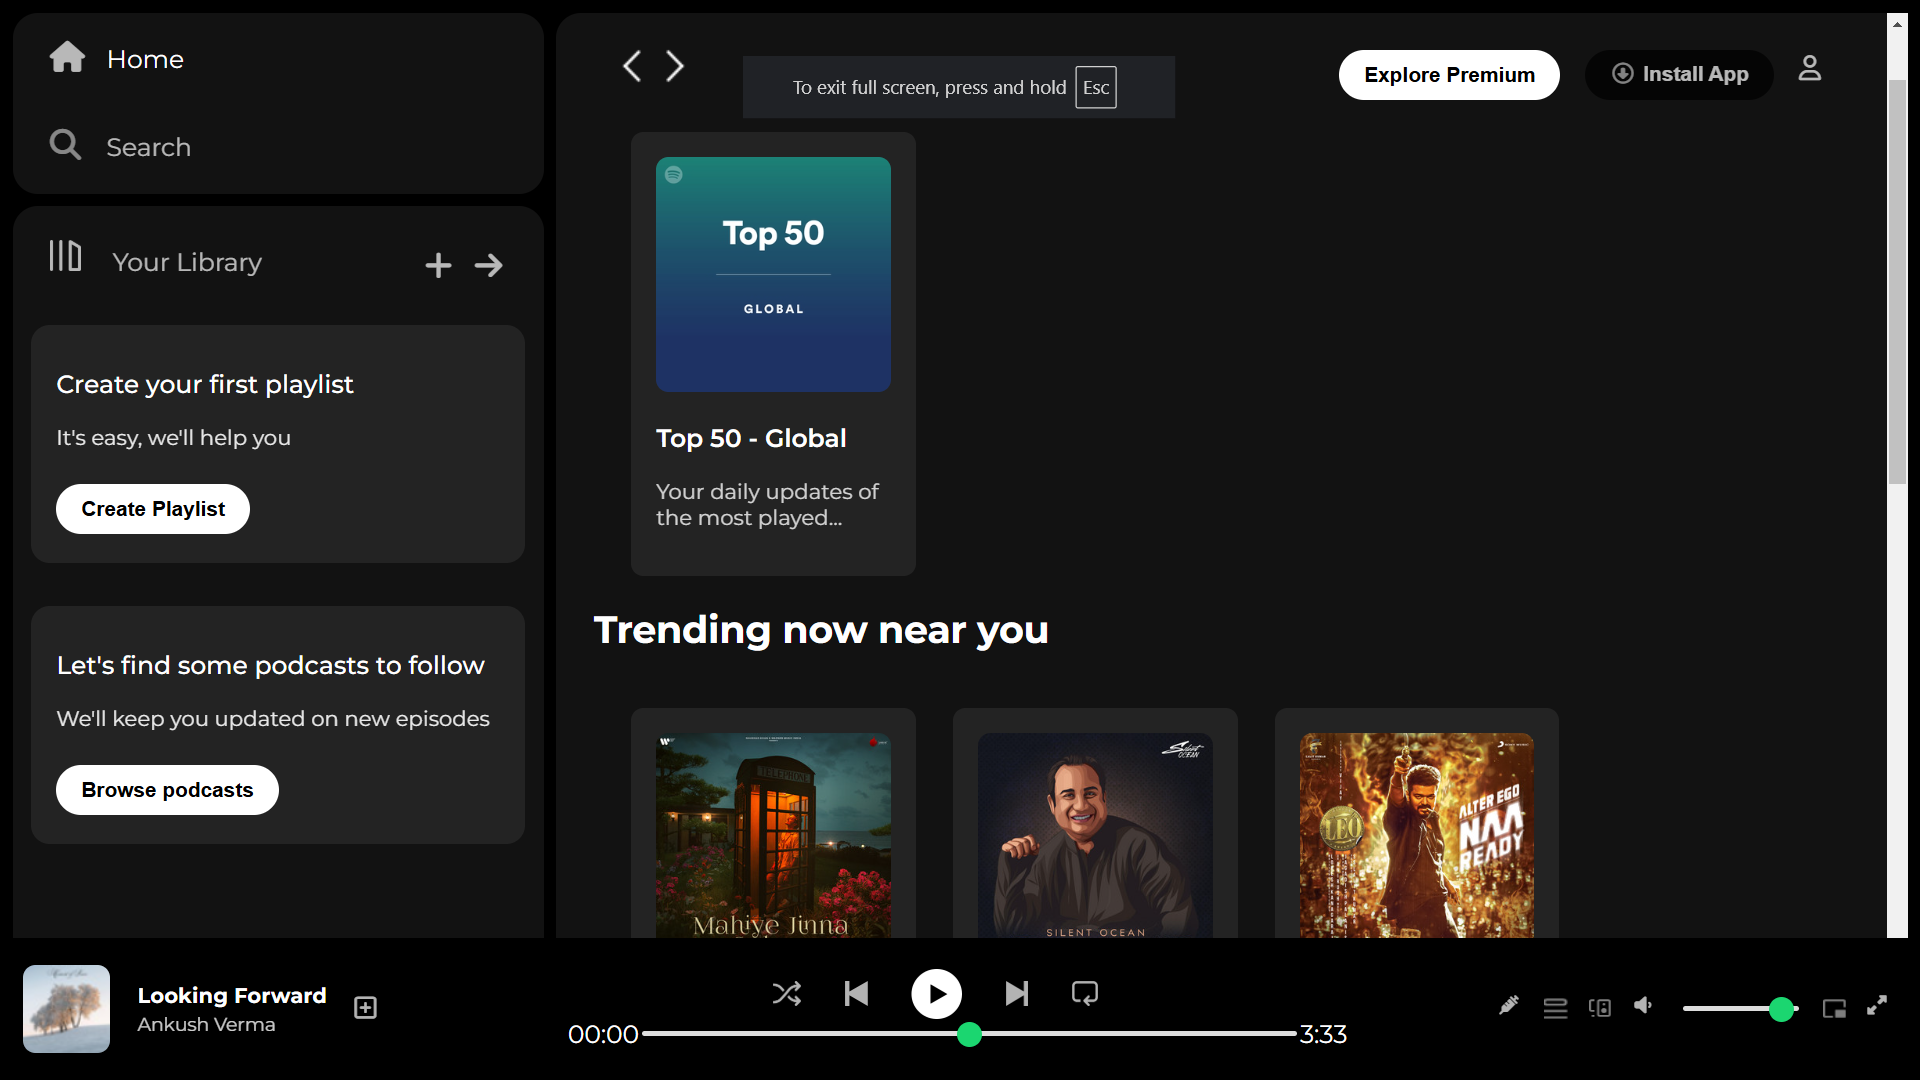 Home
Search
Your Library
Create your first playlist
It's easy, we'll help you
Create Playlist
Let's find some podcasts to follow
We'll keep you updated on new episodes
Browse podcasts
To exit full screen, press and hold Esc
Explore Premium
Install App
Top 50
GLOBAL
Top 50 - Global
Your daily updates of
the most played...
Trending now near you
TELEPHONE
Mahiye Jinna
Silent
OCEAN
SILENT OCEAN
LEO
ALTER EGO
NAA
READY
Looking Forward
Ankush Verma
00:00
3:33